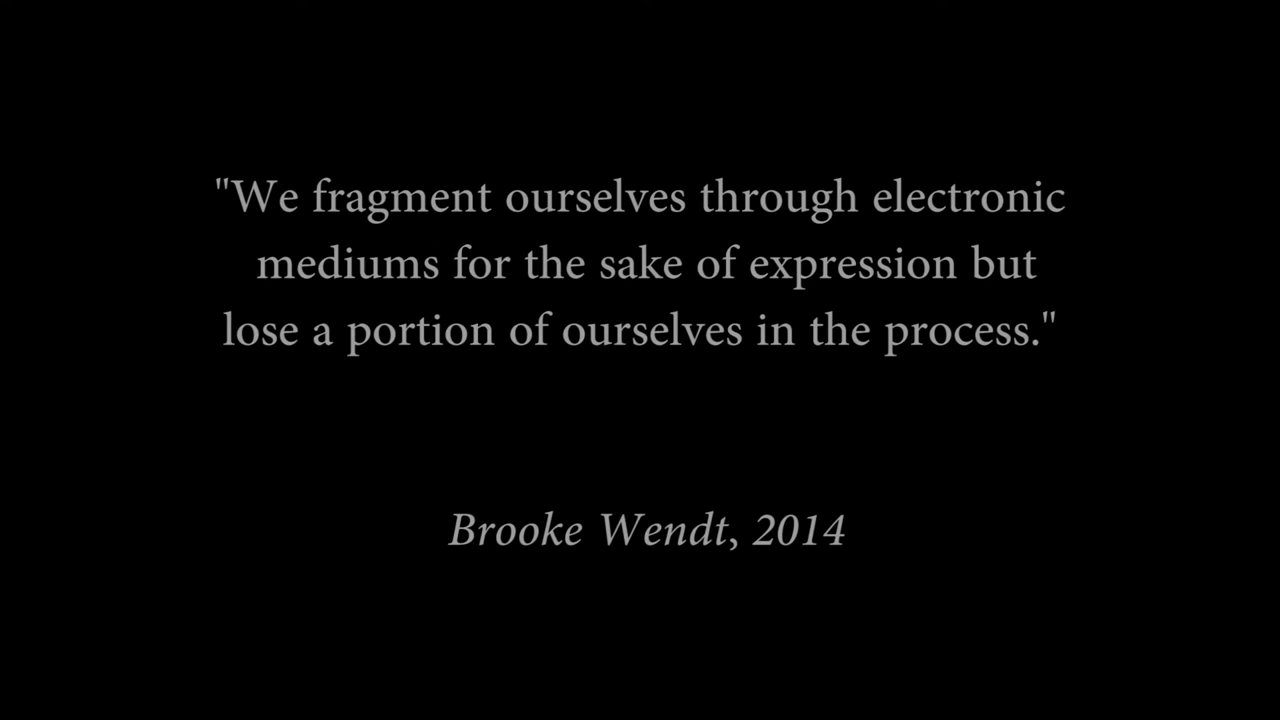 "We fragment ourselves through electronic
mediums for the sake of expression but
lose a portion of ourselves in the process."
Brooke Wendt, 2014